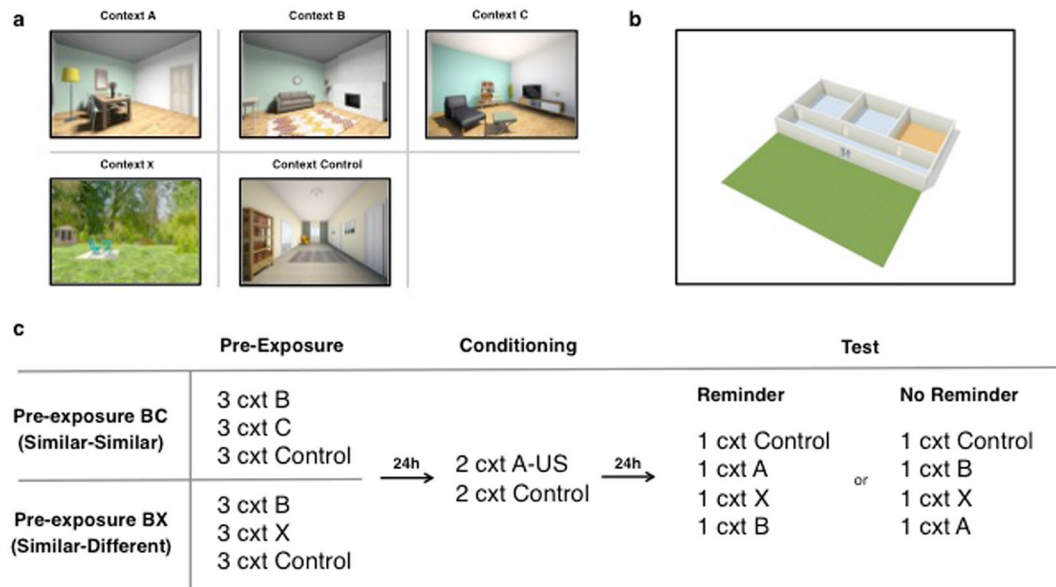 a
Context A
Context B
Context C
b
Context X
Context Control
c
Pre-Exposure
Conditioning
Test
Pre-exposure BC
(Similar-Similar)
3 cxt B
3 cxt C
3 cxt Control
Pre-exposure BX
(Similar-Different)
3 cxt B
3 cxt X
3 cxt Control
24h
2 cxt A-US
2 cxt Control
24h
Reminder
1 cxt Control
1 cxt A
1 cxt X
1 cxt B
or
No Reminder
1 cxt Control
1 cxt B
1 cxt X
1 cxt A